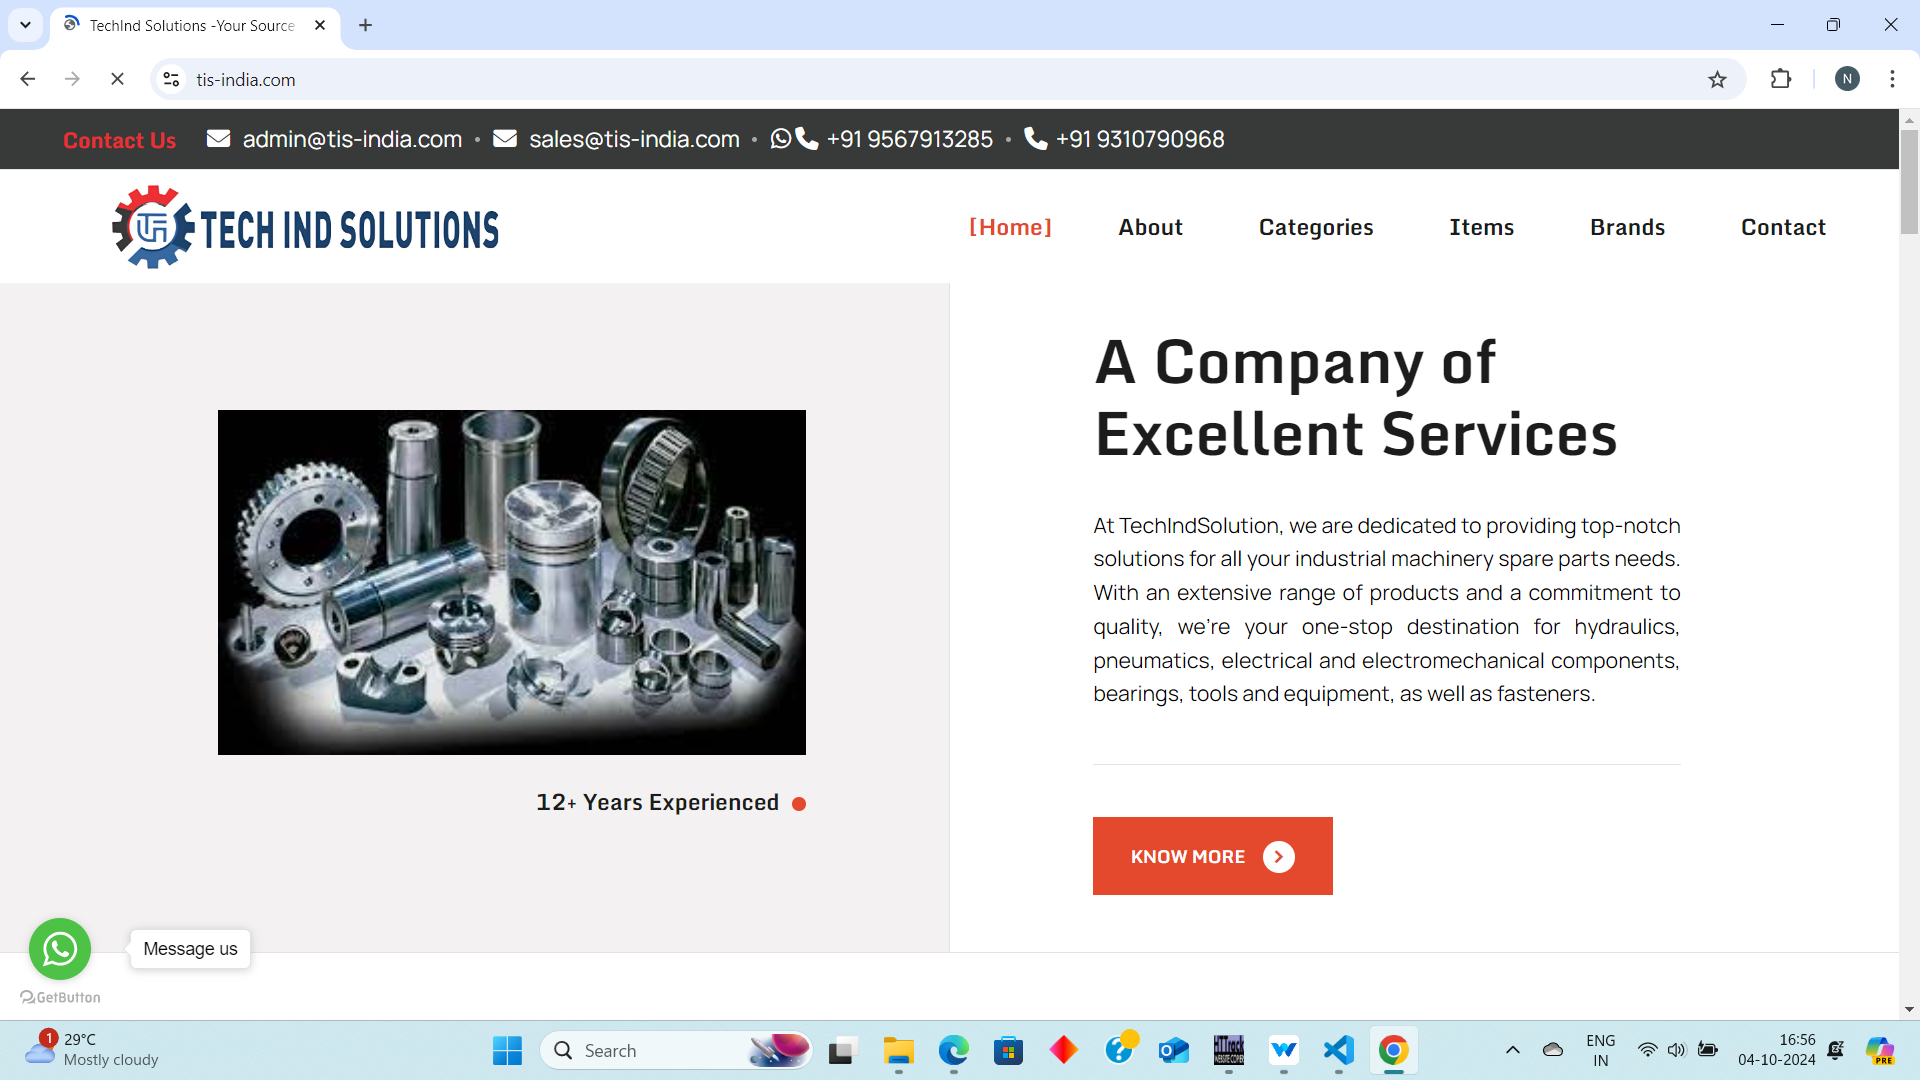 TechInd Solutions -Your Source
tis-india.com
N
Contact Us admin@tis-india.com • sales@tis-india.com • +91 9567913285 • +91 9310790968
TECH IND SOLUTIONS
[Home] About Categories Items Brands Contact
A Company of
Excellent Services
At TechIndSolution, we are dedicated to providing top-notch
solutions for all your industrial machinery spare parts needs.
With an extensive range of products and a commitment to
quality, we're your one-stop destination for hydraulics,
pneumatics, electrical and electromechanical components,
bearings, tools and equipment, as well as fasteners.
12+ Years Experienced
KNOW MORE
Message us
GetButton
1
29°C
Mostly cloudy
Search
HTTrack
WEBSITE COPIER
ENG
IN
16:56
04-10-2024
PRE